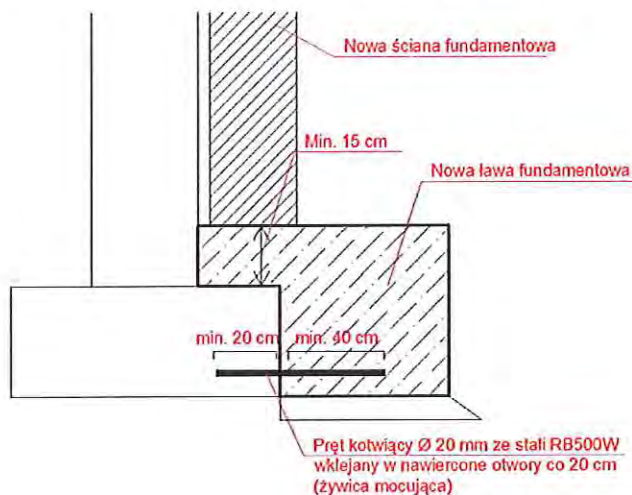 Nowa ściana fundamentowa
Min. 15 cm
Nowa ława fundamentowa
min. 20 cm
min. 40 cm
Pręt kotwiący Ø 20 mm ze stali RB500W
wklejany w nawiercone otwory co 20 cm
(żywica mocująca)